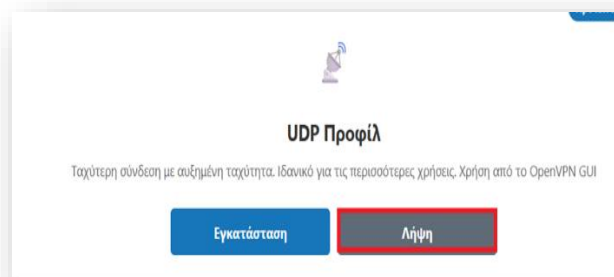 UDP Προφίλ
Ταχύτερη σύνδεση με αυξημένη ταχύτητα. Ιδανικό για τις περισσότερες χρήσεις. Χρήση από το OpenVPN GUI
Εγκατάσταση
Λήψη